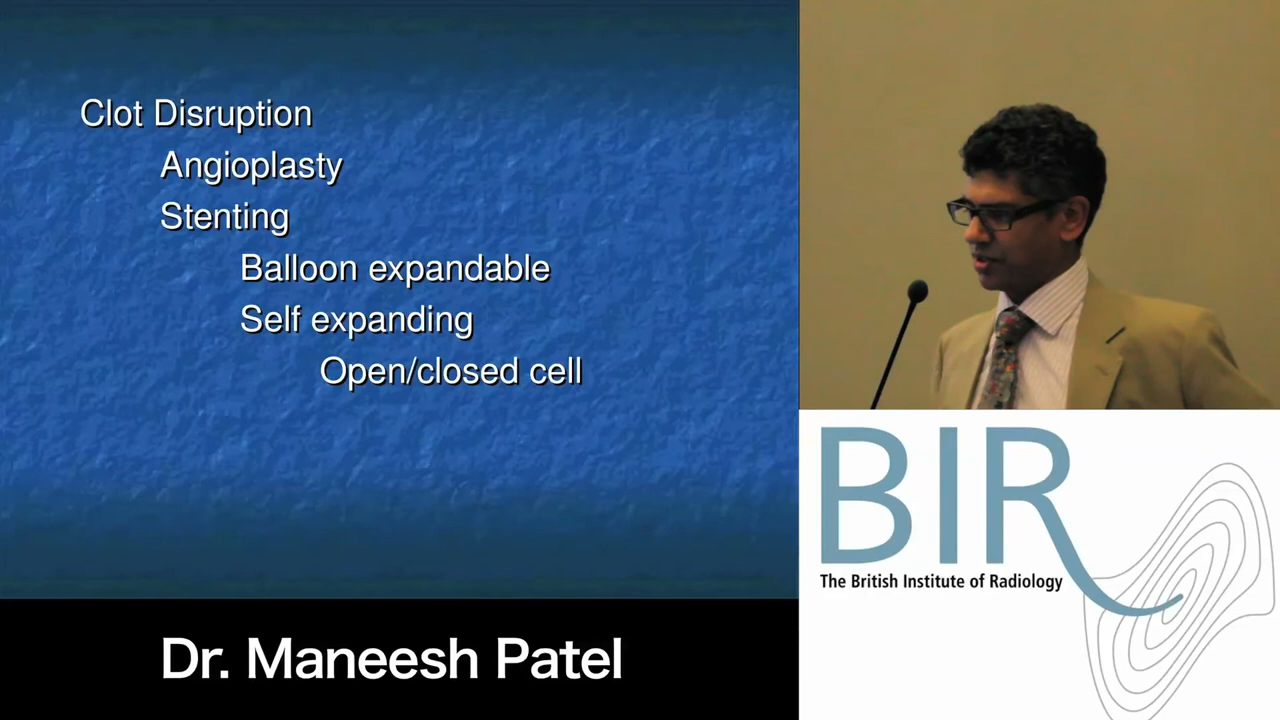 Clot Disruption
Angioplasty
Stenting
Balloon expandable
Self expanding
Open/closed cell
Dr. Maneesh Patel
BIR
The British Institute of Radiology